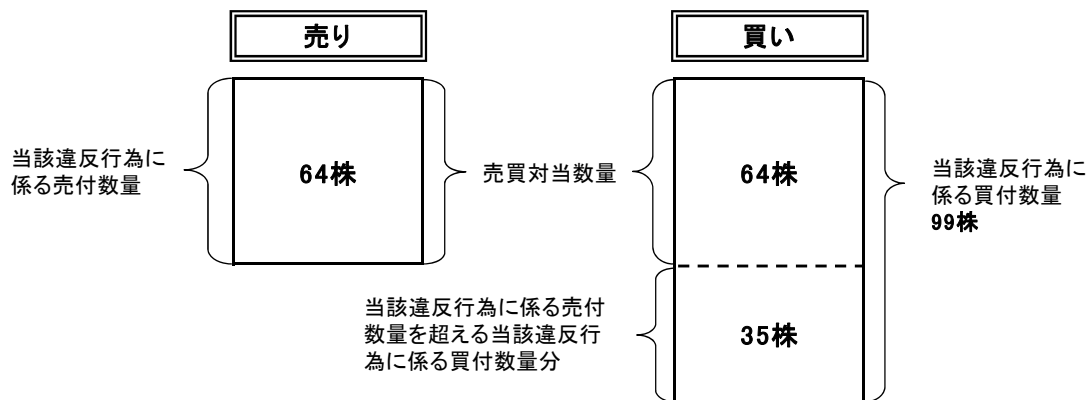 売り
買い
当該違反行為に
係る売付数量
64株
売買対当数量
64株
当該違反行為に
係る買付数量
99株
当該違反行為に係る売付
数量を超える当該違反行
為に係る買付数量分
35株